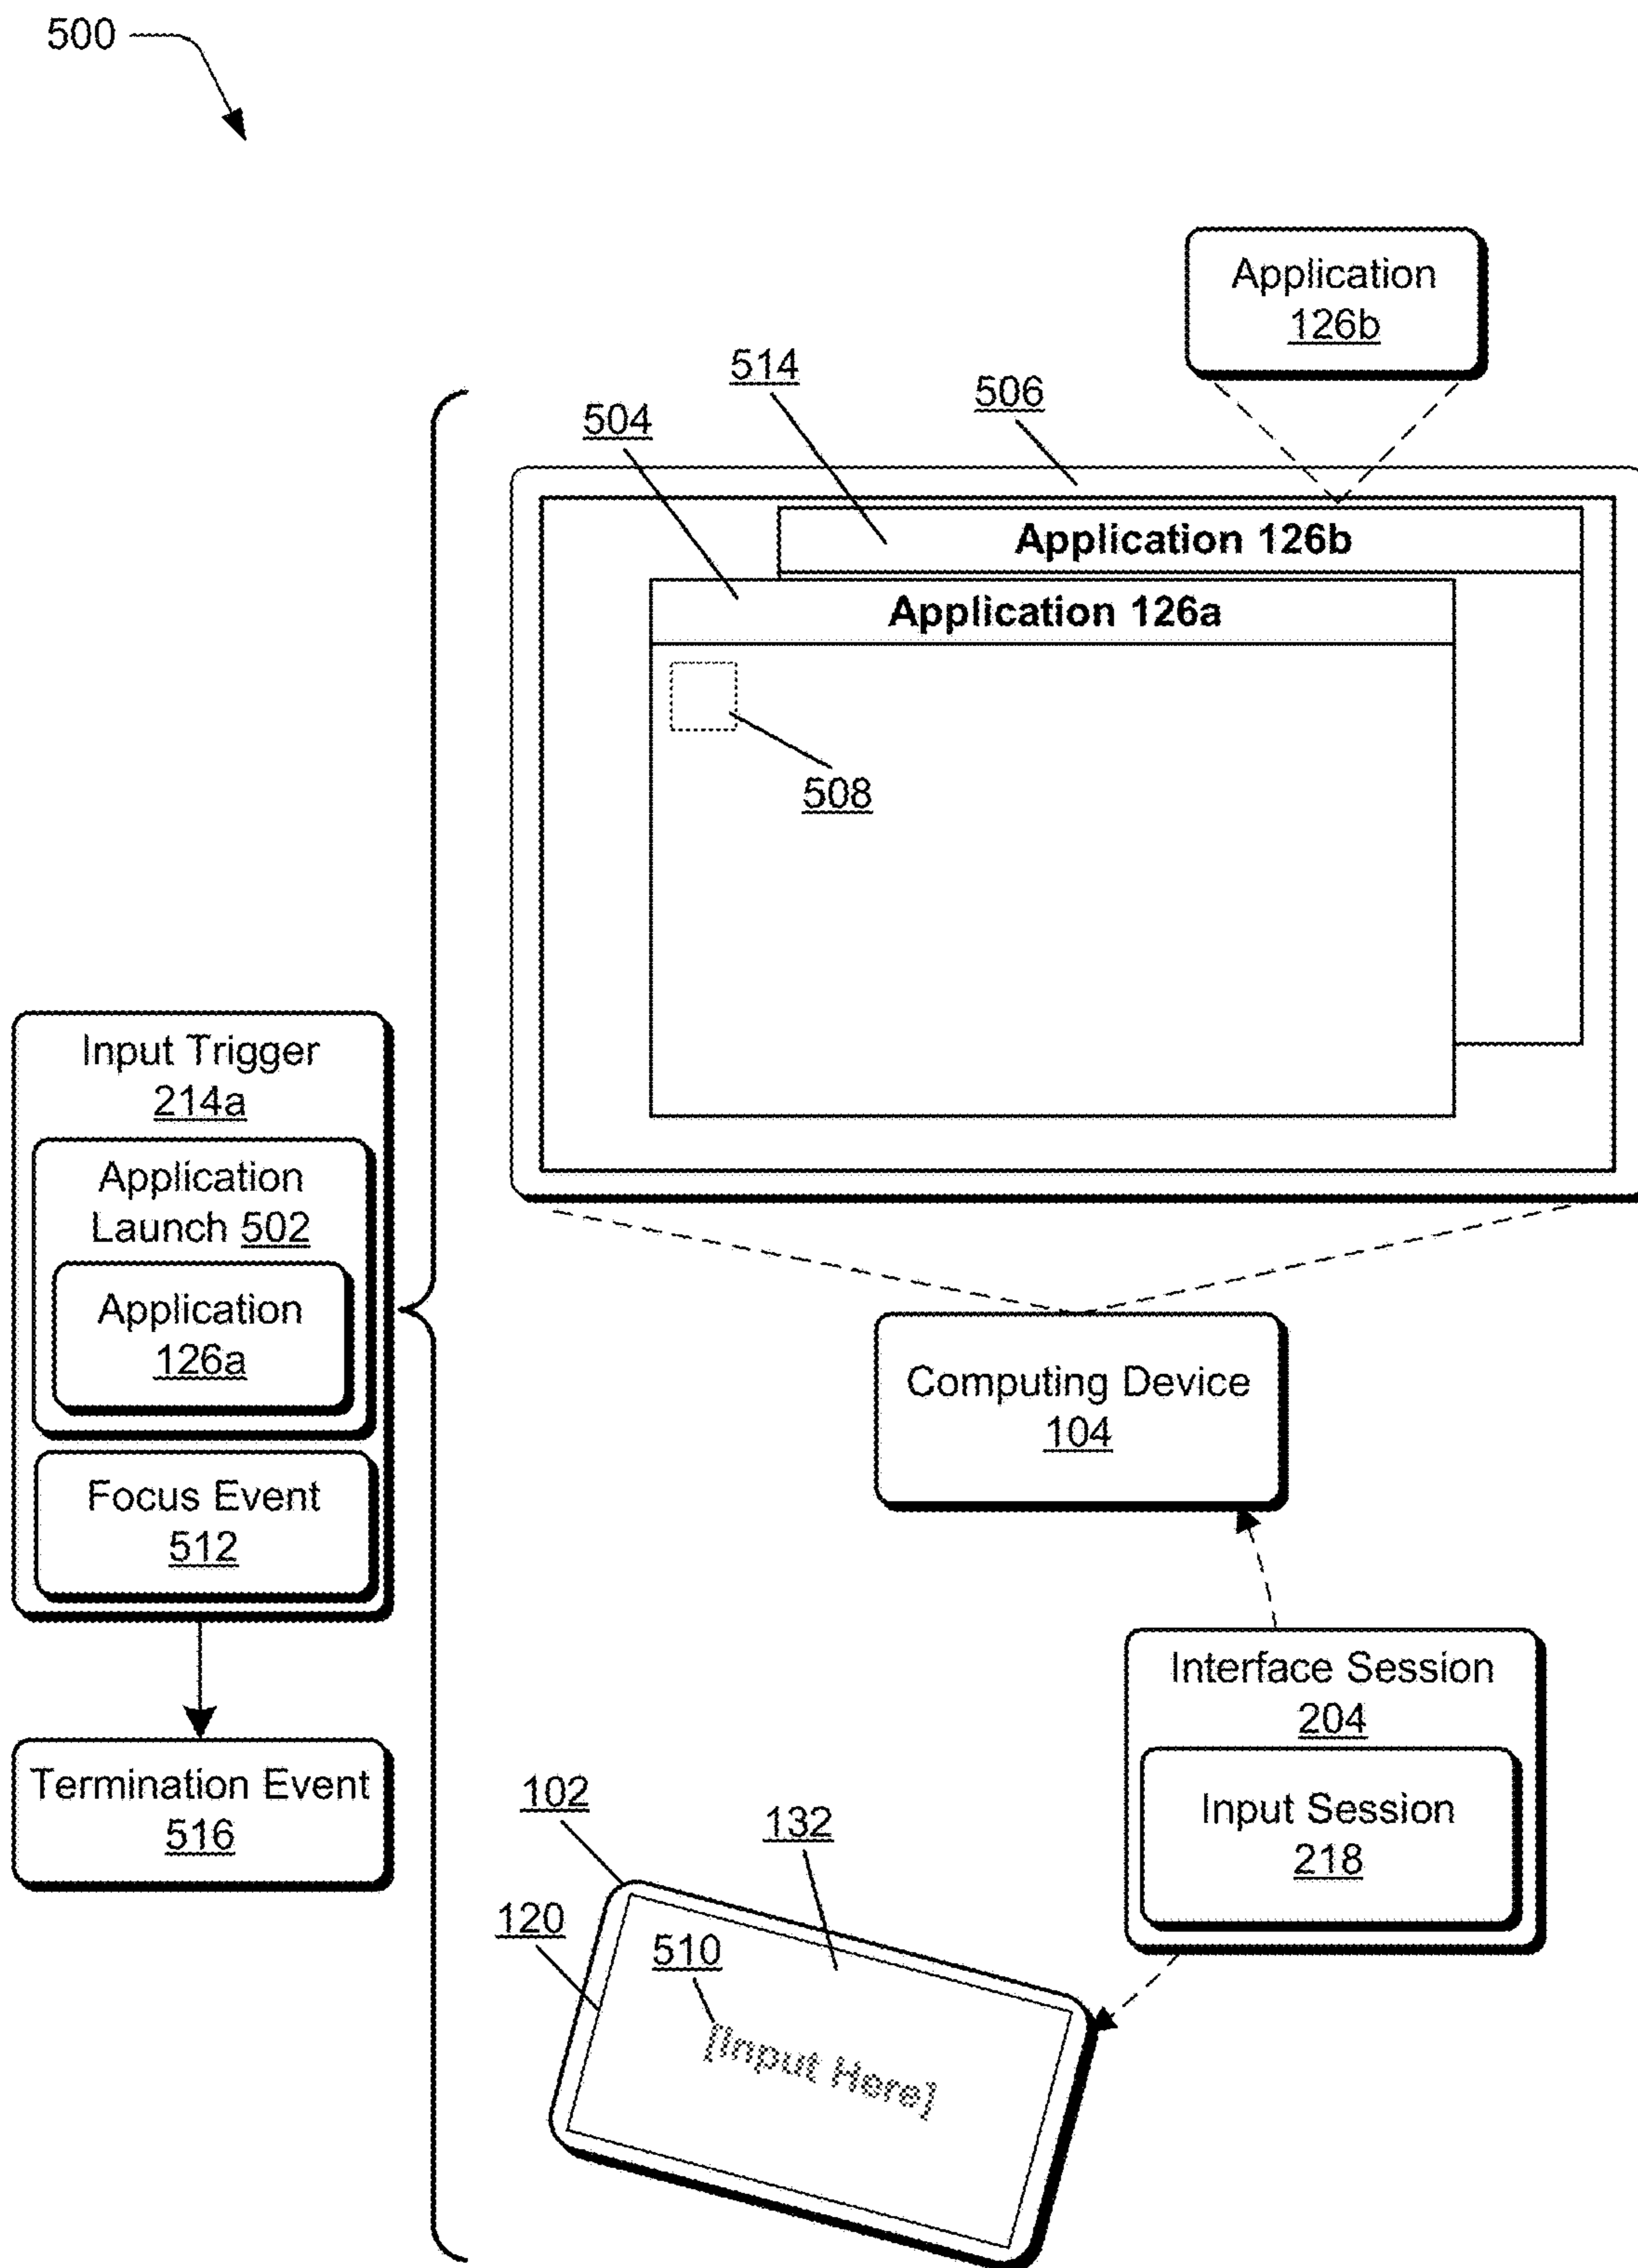 500
Application
126b
514
506
504
Application 126b
Application 126a
508
Input Trigger
214a
Application
Launch 502
Application
126a
Focus Event
512
Termination Event
516
Computing Device
104
Interface Session
204
Input Session
218
102
132
120
510
[Input Here]